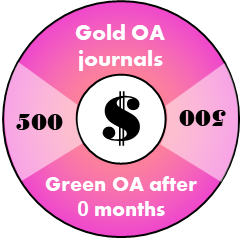 Gold OA
journals
500
$
500
Green OA after
0 months